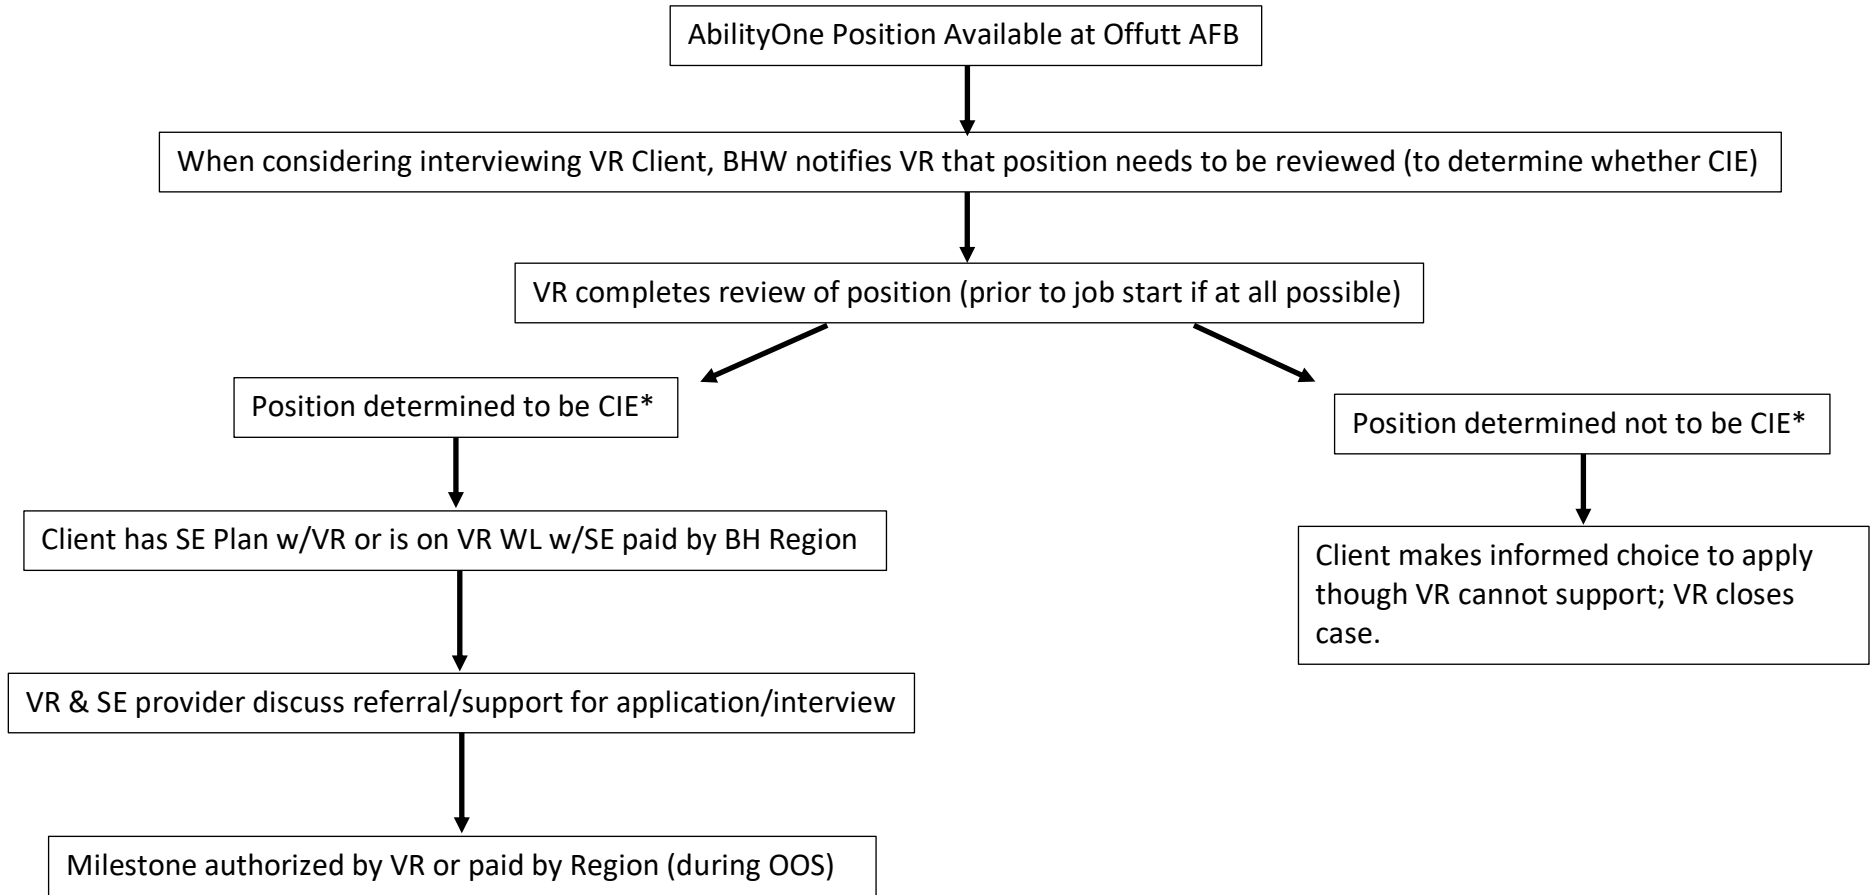 AbilityOne Position Available at Offutt AFB
When considering interviewing VR Client, BHW notifies VR that position needs to be reviewed (to determine whether CIE)
VR completes review of position (prior to job start if at all possible)
Position determined to be CIE*
Position determined not to be CIE*
Client has SE Plan w/VR or is on VR WL w/SE paid by BH Region
Client makes informed choice to apply
though VR cannot support; VR closes
case.
VR & SE provider discuss referral/support for application/interview
Milestone authorized by VR or paid by Region (during OOS)